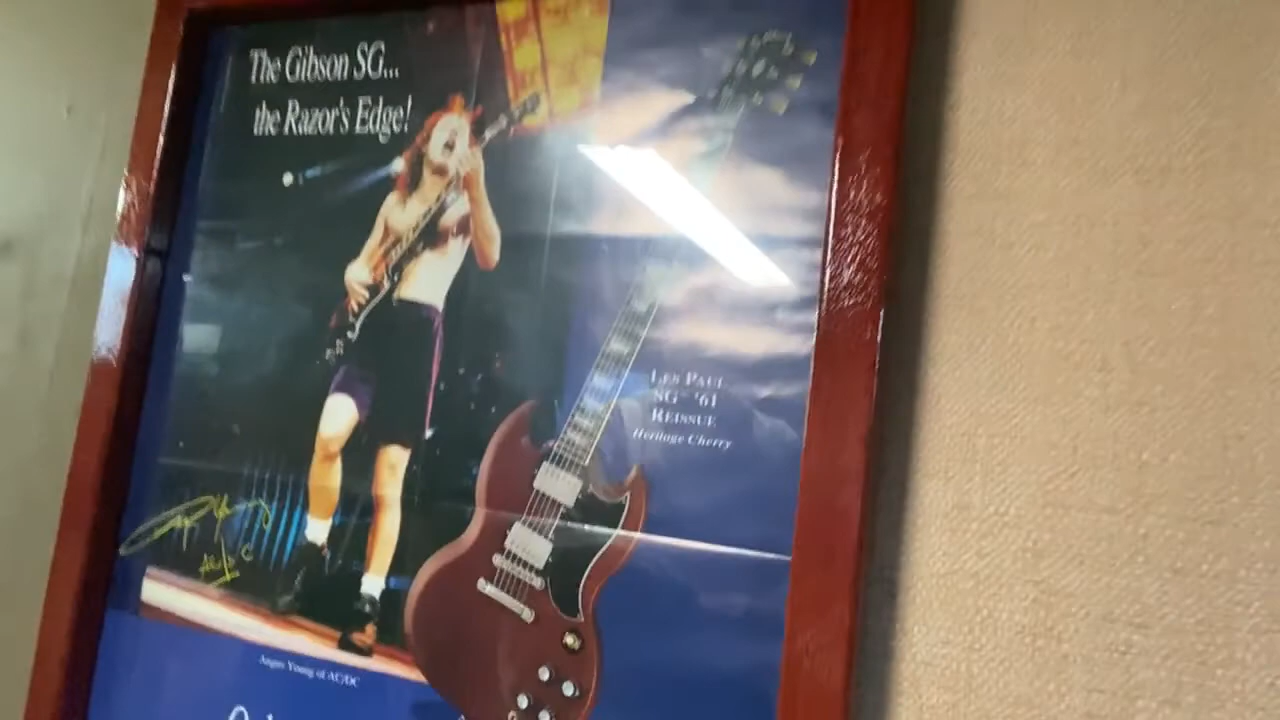 The Gibson SG...
the Razor's Edge!
LES PAUL
SG '61
REISSUE
Heritage Cherry
Angus Young of AC/DC